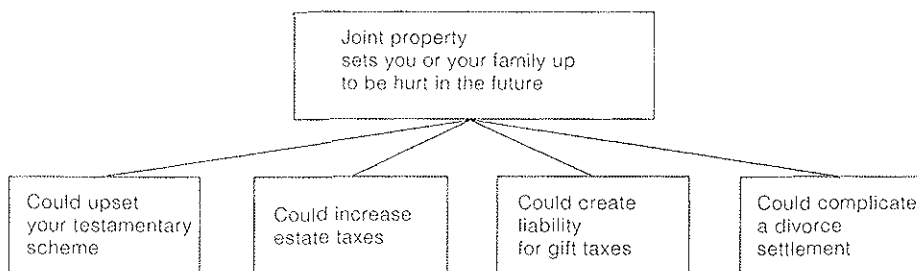 Joint property
sets you or your family up
to be hurt in the future
Could upset
your testamentary
scheme
Could increase
estate taxes
Could create
liability
for gift taxes
Could complicate
a divorce
settlement